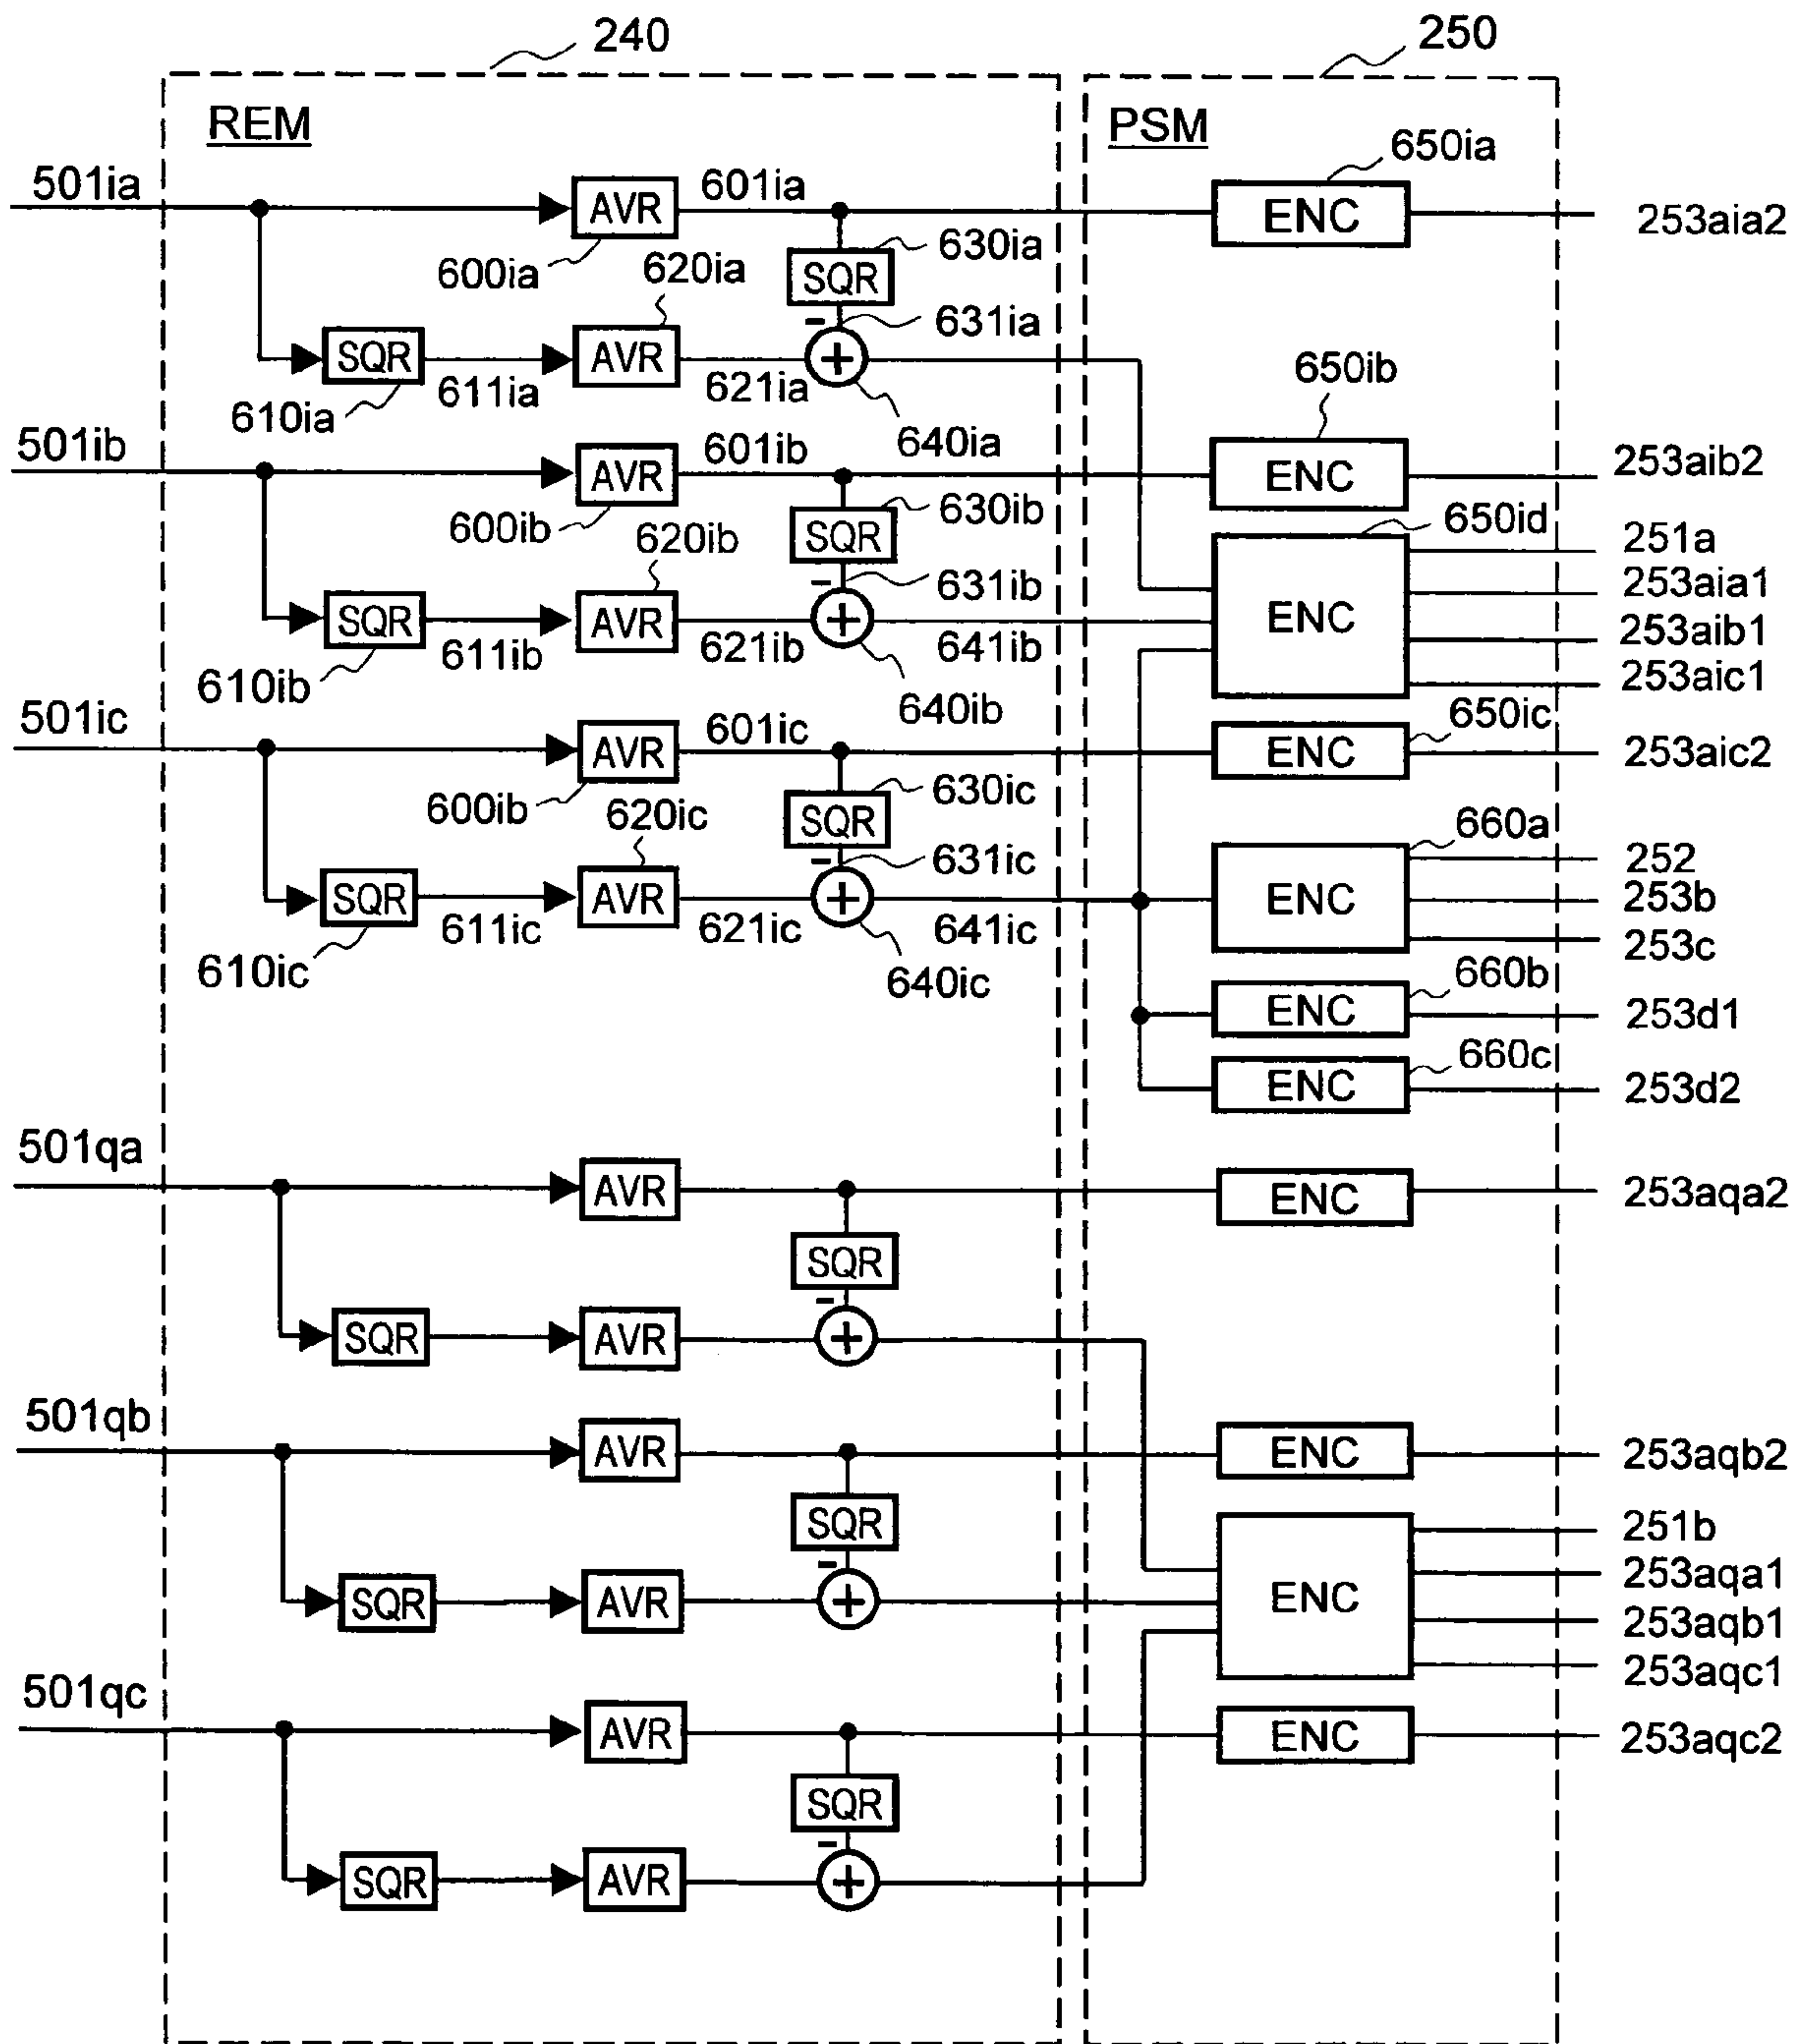 240
250
REM
PSM
650ia
501ia
AVR
601ia
ENC
253aia2
600ia
620ia
630ia
SQR
631ia
SQR
611ia
AVR
621ia
+
-
610ia
640ia
650ib
501ib
AVR
601ib
ENC
253aib2
600ib
620ib
630ib
SQR
650id
251a
253aia1
253aib1
253aic1
ENC
631ib
SQR
611ib
AVR
621ib
+
-
641ib
610ib
640ib
650ic
501ic
AVR
601ic
ENC
253aic2
600ib
620ic
630ic
SQR
660a
252
253b
253c
ENC
631ic
SQR
611ic
AVR
621ic
+
-
641ic
610ic
640ic
660b
ENC
253d1
660c
ENC
253d2
501qa
AVR
ENC
253aqa2
SQR
-
SQR
AVR
+
501qb
AVR
ENC
253aqb2
SQR
251b
253aqa1
253aqb1
253aqc1
-
SQR
AVR
+
ENC
501qc
AVR
ENC
253aqc2
SQR
-
SQR
AVR
+